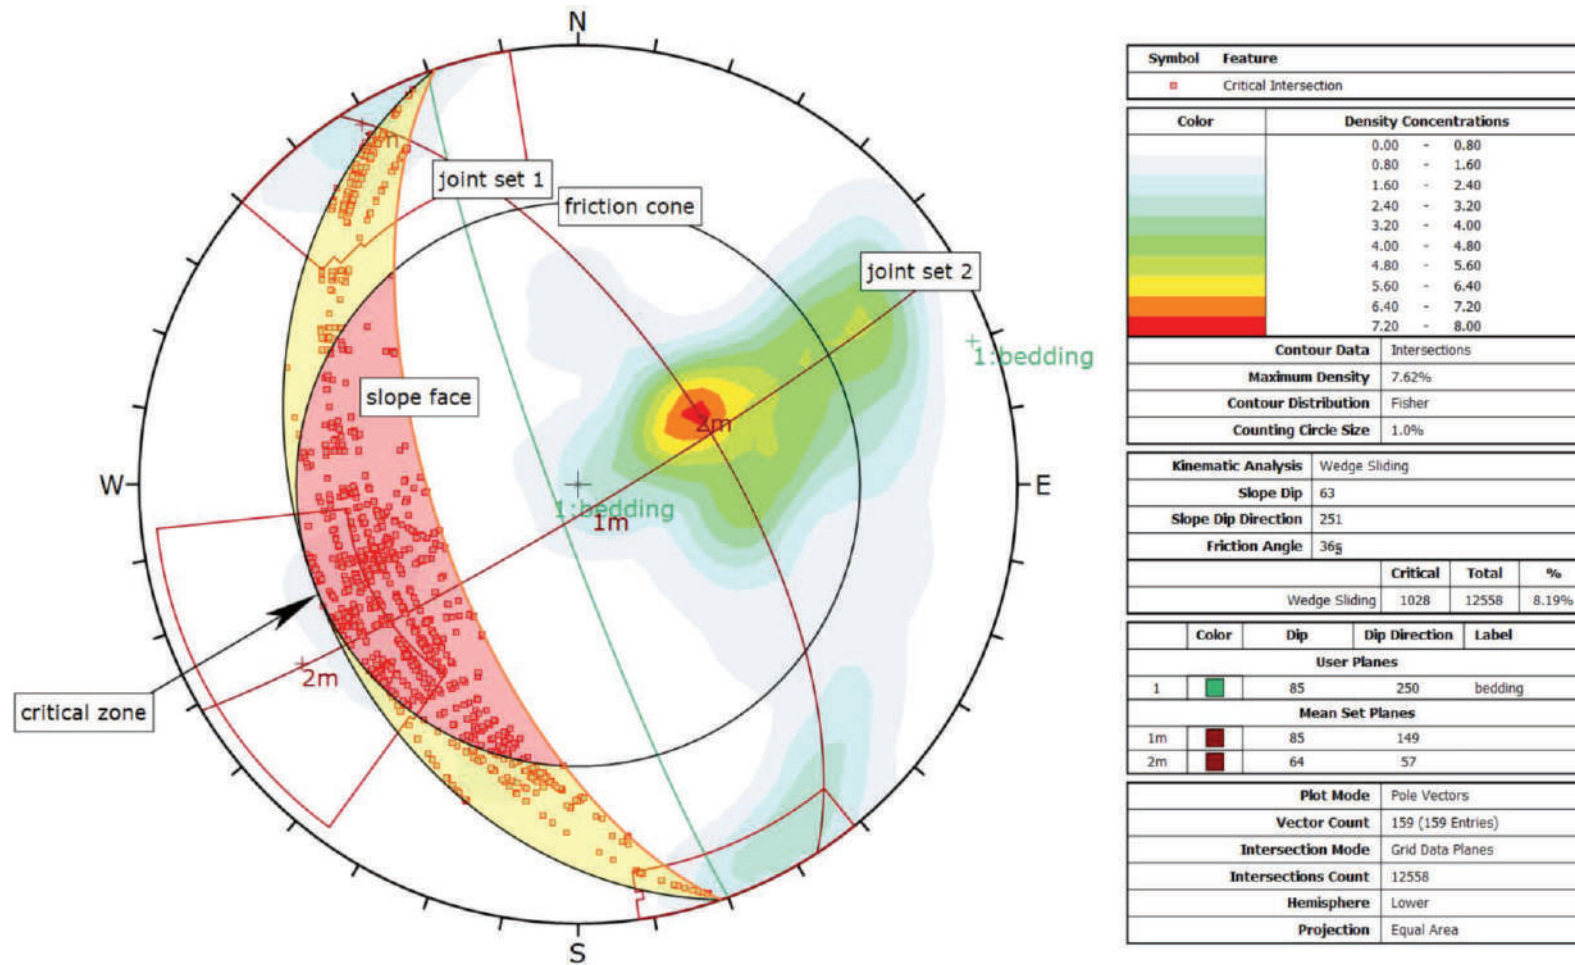 N
joint set 1
friction cone
joint set 2
1:bedding
slope face
2m
W
E
1:bedding
1m
2m
critical zone
S
Symbol Feature
Critical Intersection
Color Density Concentrations
0.00 - 0.80
0.80 - 1.60
1.60 - 2.40
2.40 - 3.20
3.20 - 4.00
4.00 - 4.80
4.80 - 5.60
5.60 - 6.40
6.40 - 7.20
7.20 - 8.00
Contour Data Intersections
Maximum Density 7.62%
Contour Distribution Fisher
Counting Circle Size 1.0%
Kinematic Analysis Wedge Sliding
Slope Dip 63
Slope Dip Direction 251
Friction Angle 36§
Critical Total %
Wedge Sliding 1028 12558 8.19%
Color Dip Dip Direction Label
User Planes
1 85 250 bedding
Mean Set Planes
1m 85 149
2m 64 57
Plot Mode Pole Vectors
Vector Count 159 (159 Entries)
Intersection Mode Grid Data Planes
Intersections Count 12558
Hemisphere Lower
Projection Equal Area